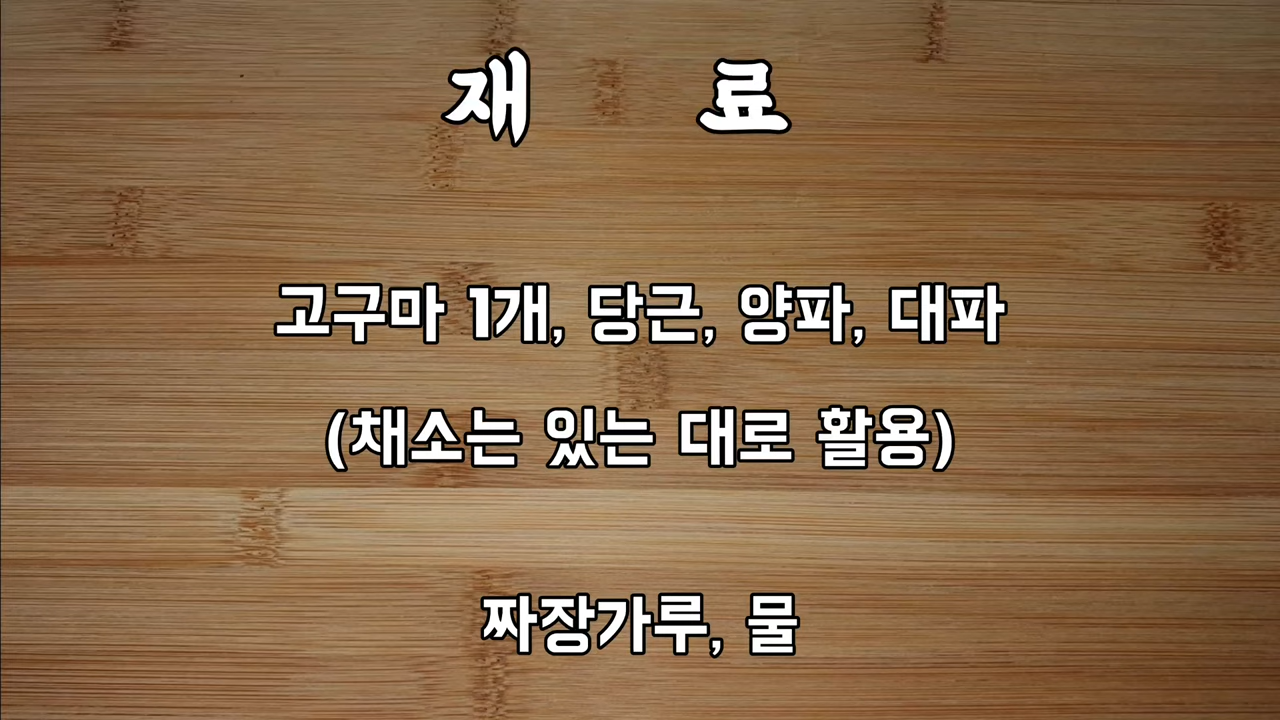 재 료
고구마 1개, 당근, 양파, 대파
(채소는 있는 대로 활용)
짜장가루, 물